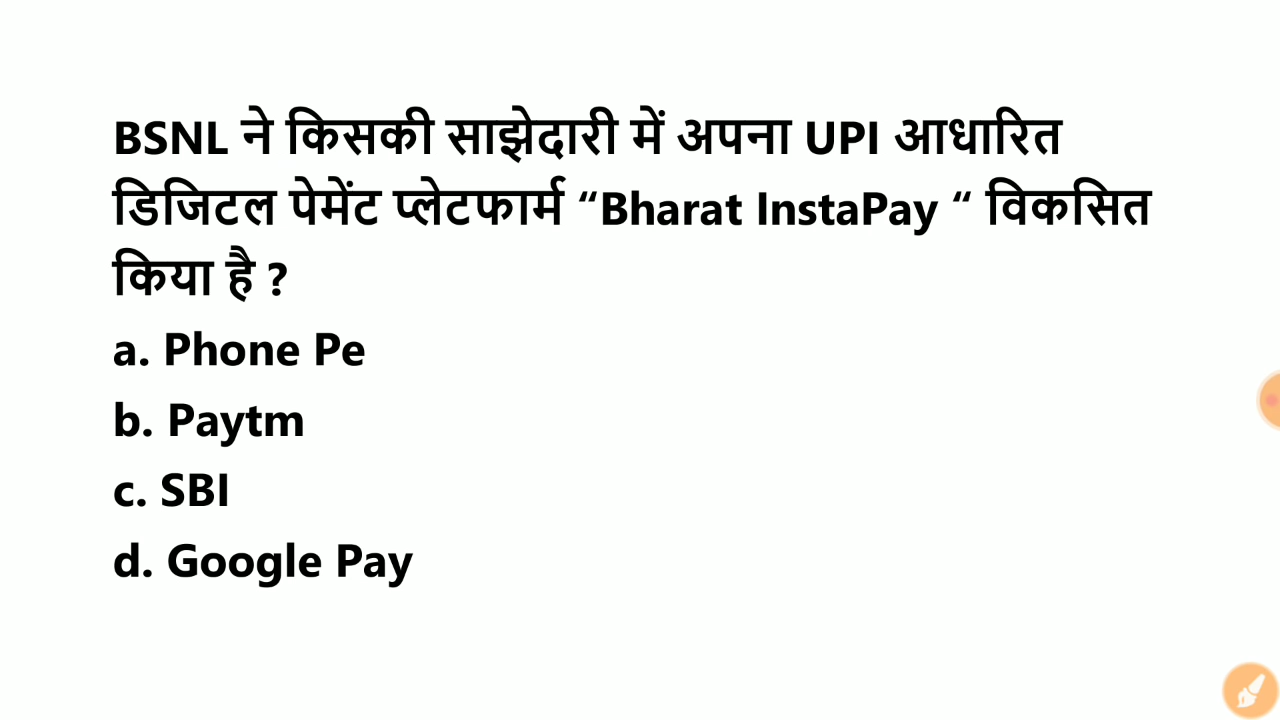 BSNL ने किसकी साझेदारी में अपना UPI आधारित
डिजिटल पेमेंट प्लेटफार्म “Bharat InstaPay “ विकसित
किया है ?
a. Phone Pe
b. Paytm
c. SBI
d. Google Pay